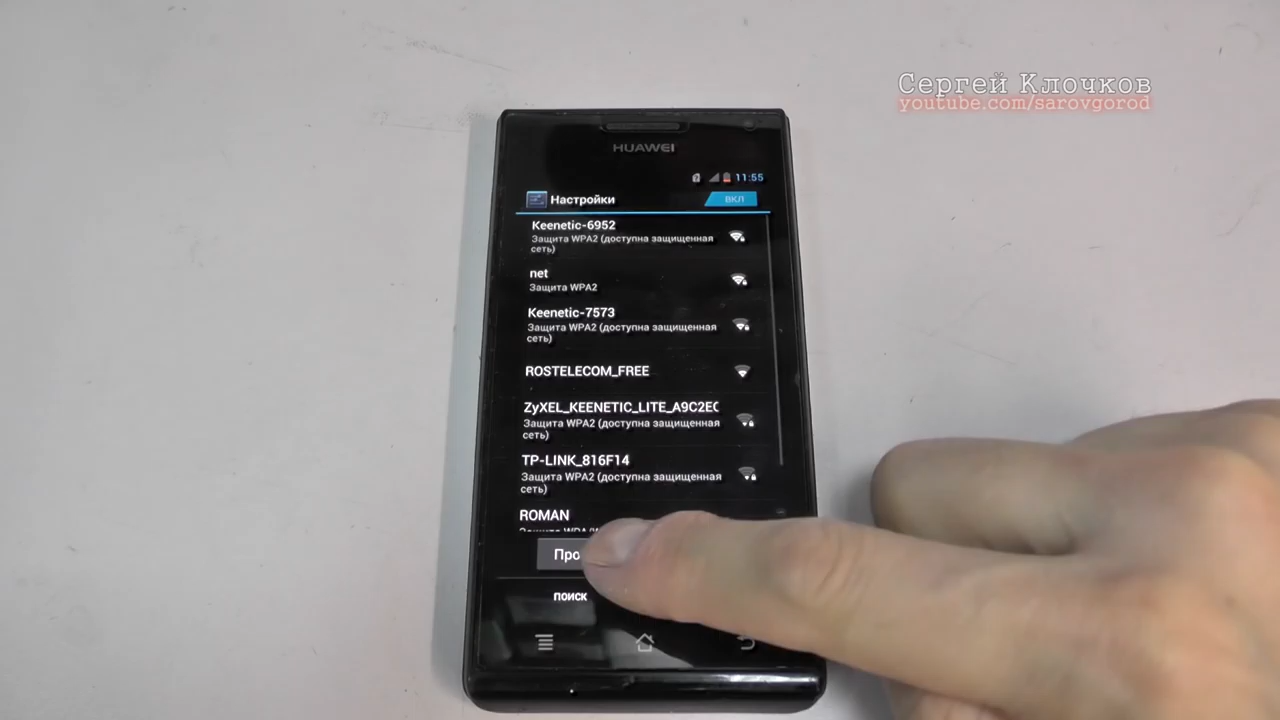 Сергей Клочков
youtube.com/sarovgorod
HUAWEI
11:55
Настройки
ВКЛ
Keenetic-6952
Защита WPA2 (доступна защищенная
сеть)
net
Защита WPA2
Keenetic-7573
Защита WPA2 (доступна защищенная
сеть)
ROSTELECOM_FREE
ZyXEL_KEENETIC_LITE_A9C2E
Защита WPA2 (доступна защищенная
сеть)
TP-LINK_816F14
Защита WPA2 (доступна защищенная
сеть)
ROMAN
Защита
Про
поиск